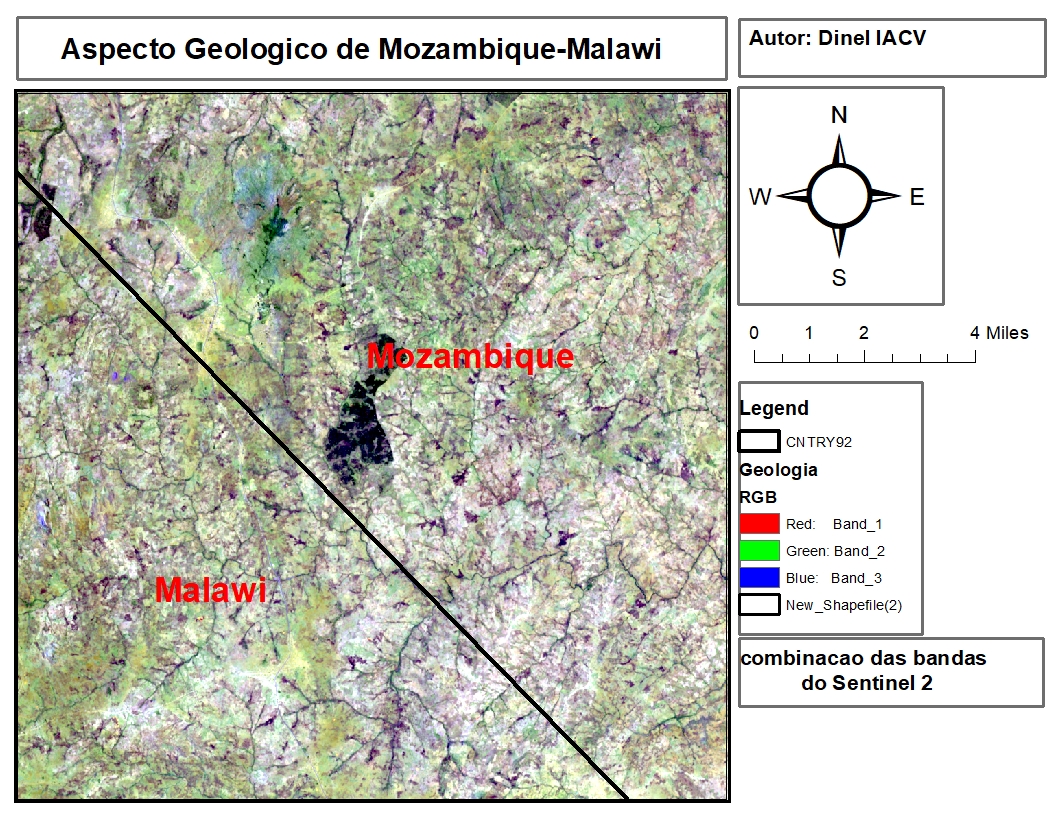 Aspecto Geologico de Mozambique-Malawi
Autor: Dinel IACV
N
W E
S
0 1 2 4 Miles
Mozambique
Malawi
Legend
CNTRY92
Geologia
RGB
Red: Band_1
Green: Band_2
Blue: Band_3
New_Shapefile(2)
combinacao das bandas
do Sentinel 2